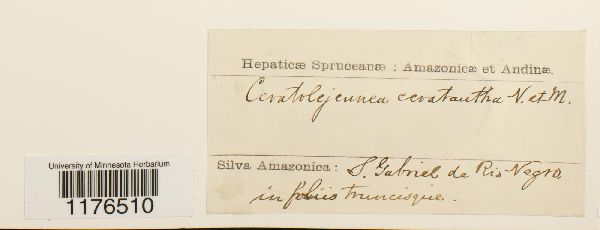 Hepaticæ Spruceanæ : Amazonicæ et Andinæ.
Ceratolejeunea ceratantha N. et M.
Silva Amazonica : S. Gabriel da Rio Negro
in foliis truncisque.
University of Minnesota Herbarium
1176510